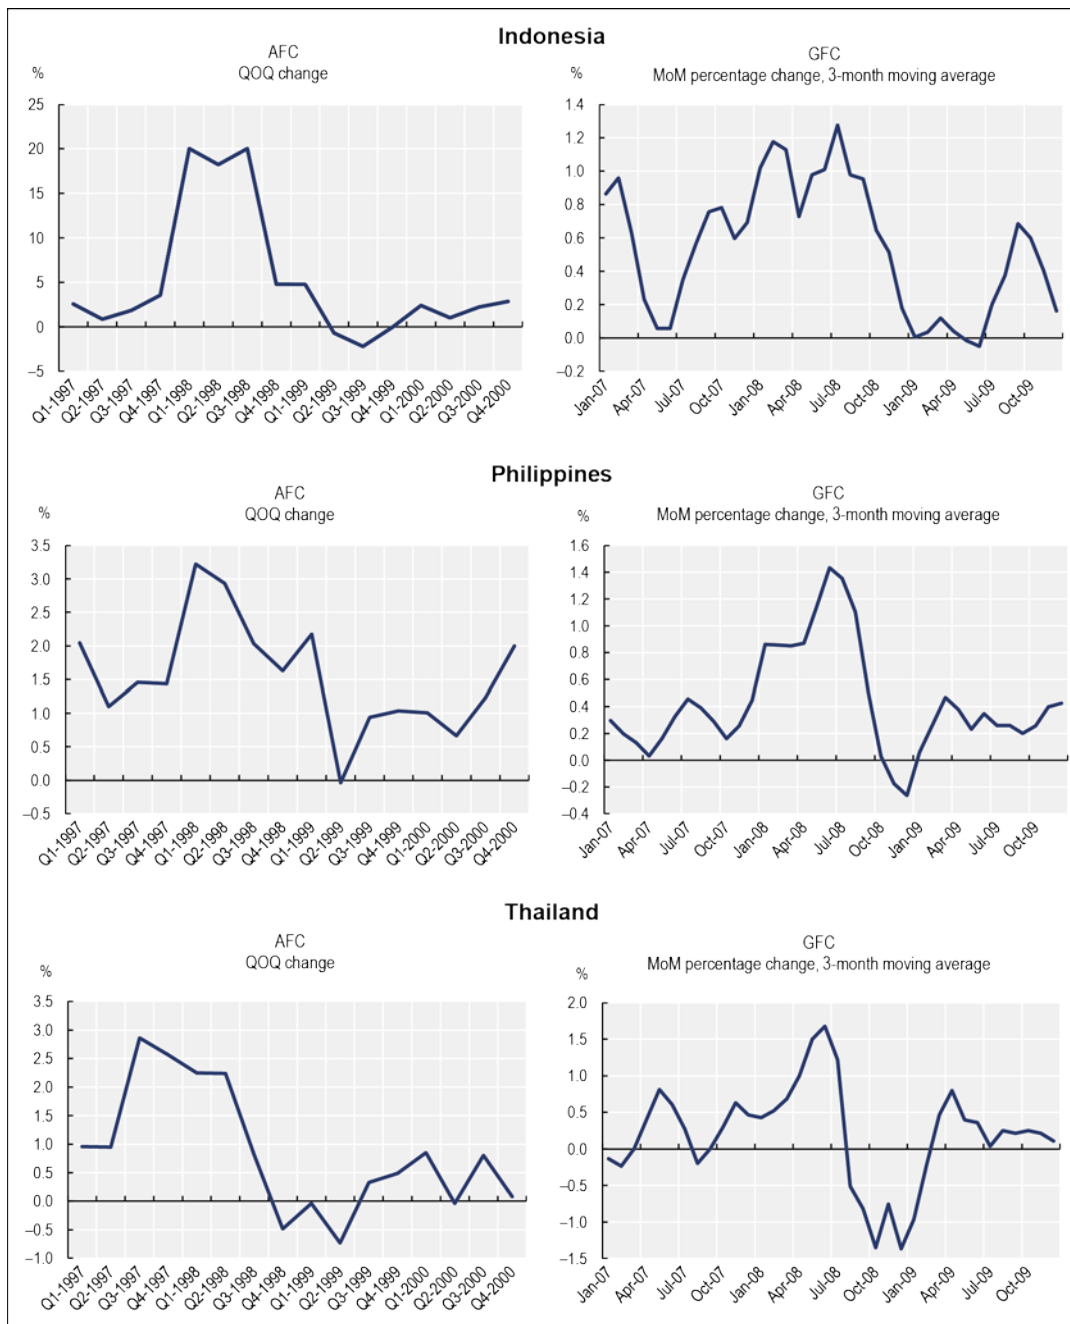 Indonesia
AFC
QOQ change
%
25
20
15
10
5
0
–5
Q1-1997
Q2-1997
Q3-1997
Q4-1997
Q1-1998
Q2-1998
Q3-1998
Q4-1998
Q1-1999
Q2-1999
Q3-1999
Q4-1999
Q1-2000
Q2-2000
Q3-2000
Q4-2000
GFC
MoM percentage change, 3-month moving average
%
1.4
1.2
1.0
0.8
0.6
0.4
0.2
0.0
–0.2
Jan-07
Apr-07
Jul-07
Oct-07
Jan-08
Apr-08
Jul-08
Oct-08
Jan-09
Apr-09
Jul-09
Oct-09
Philippines
AFC
QOQ change
%
3.5
3.0
2.5
2.0
1.5
1.0
0.5
0.0
–0.5
Q1-1997
Q2-1997
Q3-1997
Q4-1997
Q1-1998
Q2-1998
Q3-1998
Q4-1998
Q1-1999
Q2-1999
Q3-1999
Q4-1999
Q1-2000
Q2-2000
Q3-2000
Q4-2000
GFC
MoM percentage change, 3-month moving average
%
1.6
1.4
1.2
1.0
0.8
0.6
0.4
0.2
0.0
–0.2
–0.4
Jan-07
Apr-07
Jul-07
Oct-07
Jan-08
Apr-08
Jul-08
Oct-08
Jan-09
Apr-09
Jul-09
Oct-09
Thailand
AFC
QOQ change
%
3.5
3.0
2.5
2.0
1.5
1.0
0.5
0.0
–0.5
–1.0
Q1-1997
Q2-1997
Q3-1997
Q4-1997
Q1-1998
Q2-1998
Q3-1998
Q4-1998
Q1-1999
Q2-1999
Q3-1999
Q4-1999
Q1-2000
Q2-2000
Q3-2000
Q4-2000
GFC
MoM percentage change, 3-month moving average
%
2.0
1.5
1.0
0.5
0.0
–0.5
–1.0
–1.5
Jan-07
Apr-07
Jul-07
Oct-07
Jan-08
Apr-08
Jul-08
Oct-08
Jan-09
Apr-09
Jul-09
Oct-09